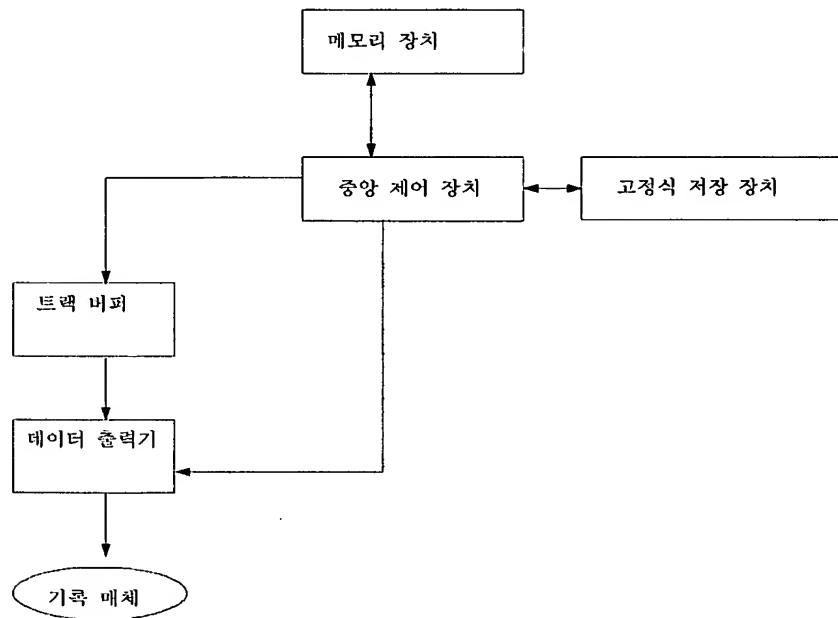 메모리 장치
중앙 제어 장치
고정식 저장 장치
트랙 버퍼
데이터 출력기
기록 매체